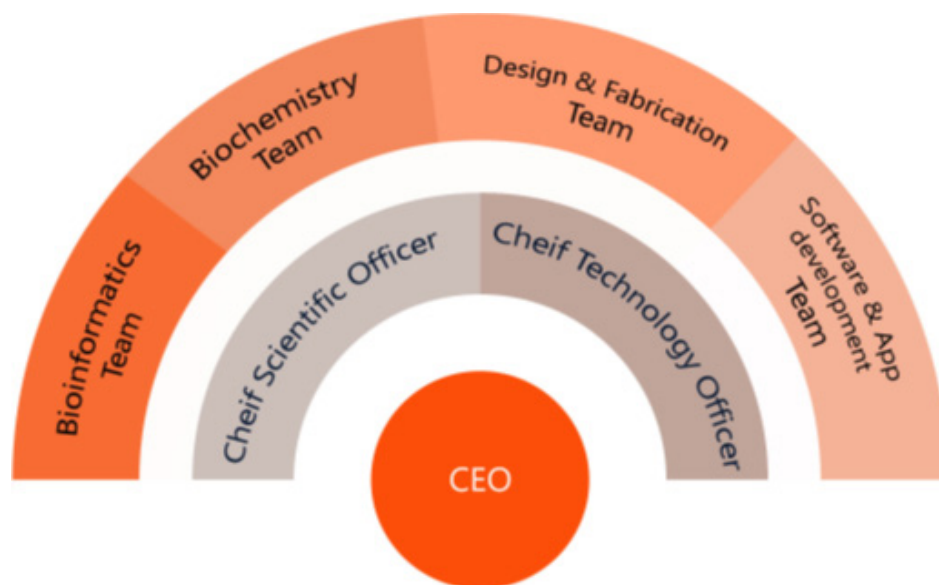 Bioinformatics
Team
Biochemistry
Team
Design & Fabrication
Team
Software & App
development
Team
Cheif Scientific Officer
Cheif Technology Officer
CEO